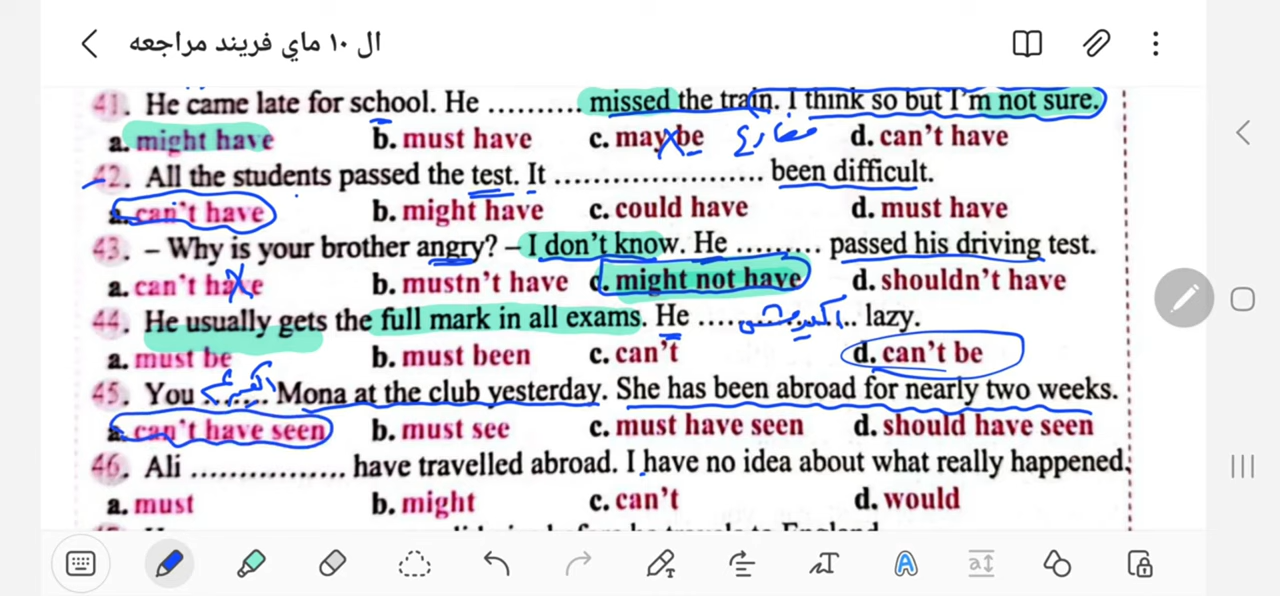 ال ١٠ ماي فريند مراجعه
41. He came late for school. He .......... missed the train. I think so but I'm not sure.
a. might have b. must have c. may be مضارع d. can't have
42. All the students passed the test. It ...................... been difficult.
a. can't have b. might have c. could have d. must have
43. – Why is your brother angry? – I don't know. He ......... passed his driving test.
a. can't have b. mustn't have c. might not have d. shouldn't have
44. He usually gets the full mark in all exams. He .................. lazy.
a. must be b. must been c. can't d. can't be
45. You ........ Mona at the club yesterday. She has been abroad for nearly two weeks.
a. can't have seen b. must see c. must have seen d. should have seen
46. Ali ................ have travelled abroad. I have no idea about what really happened.
a. must b. might c. can't d. would